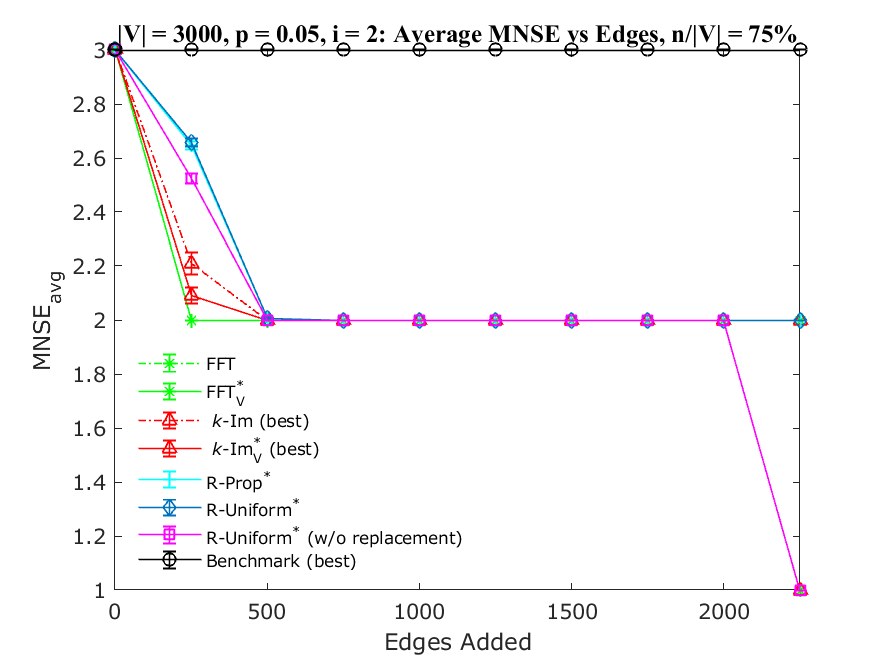 |V| = 3000, p = 0.05, i = 2: Average MNSE vs Edges, n/|V| = 75%
3
2.8
2.6
2.4
2.2
2
1.8
1.6
1.4
1.2
1
MNSE_avg
FFT
FFT*_V
k-Im (best)
k-Im*_V (best)
R-Prop*
R-Uniform*
R-Uniform* (w/o replacement)
Benchmark (best)
0 500 1000 1500 2000
Edges Added